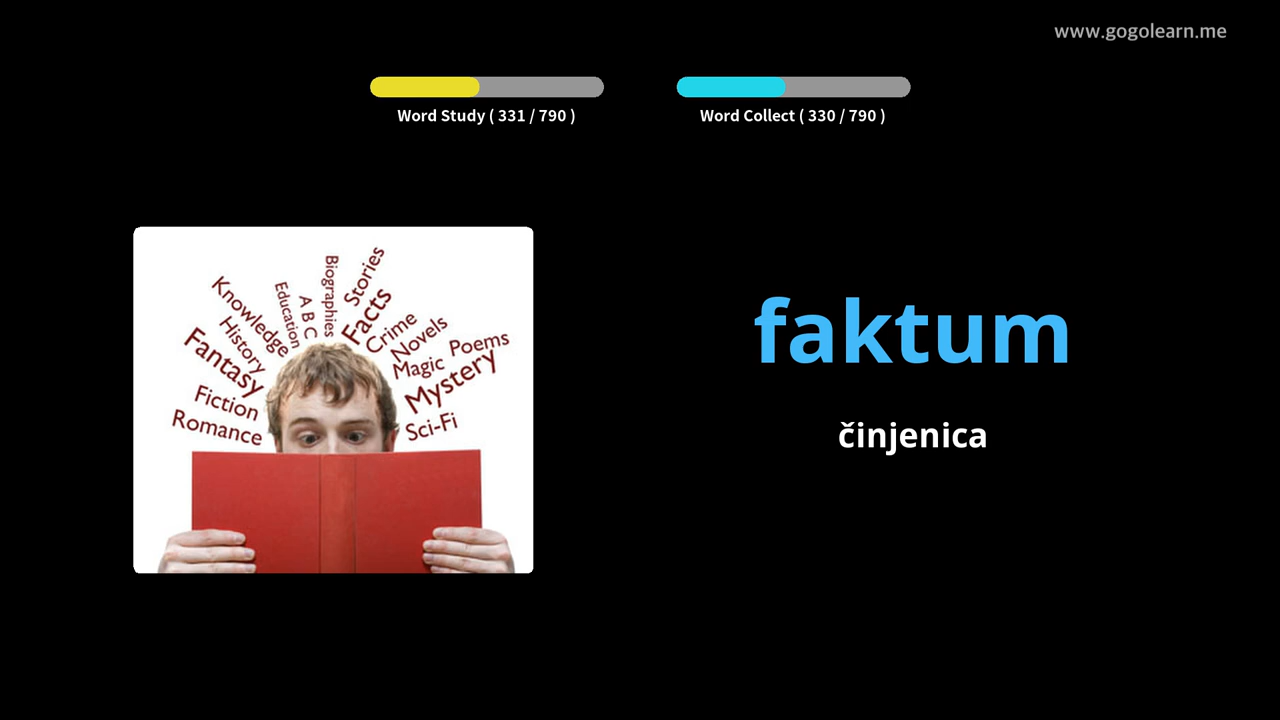 www.gogolearn.me
Word Study ( 331 / 790 )
Word Collect ( 330 / 790 )
Knowledge
Education
A B C
Biographies
Stories
Facts
Crime
Novels
Poems
Magic
Mystery
Sci-Fi
History
Fantasy
Fiction
Romance
faktum
činjenica